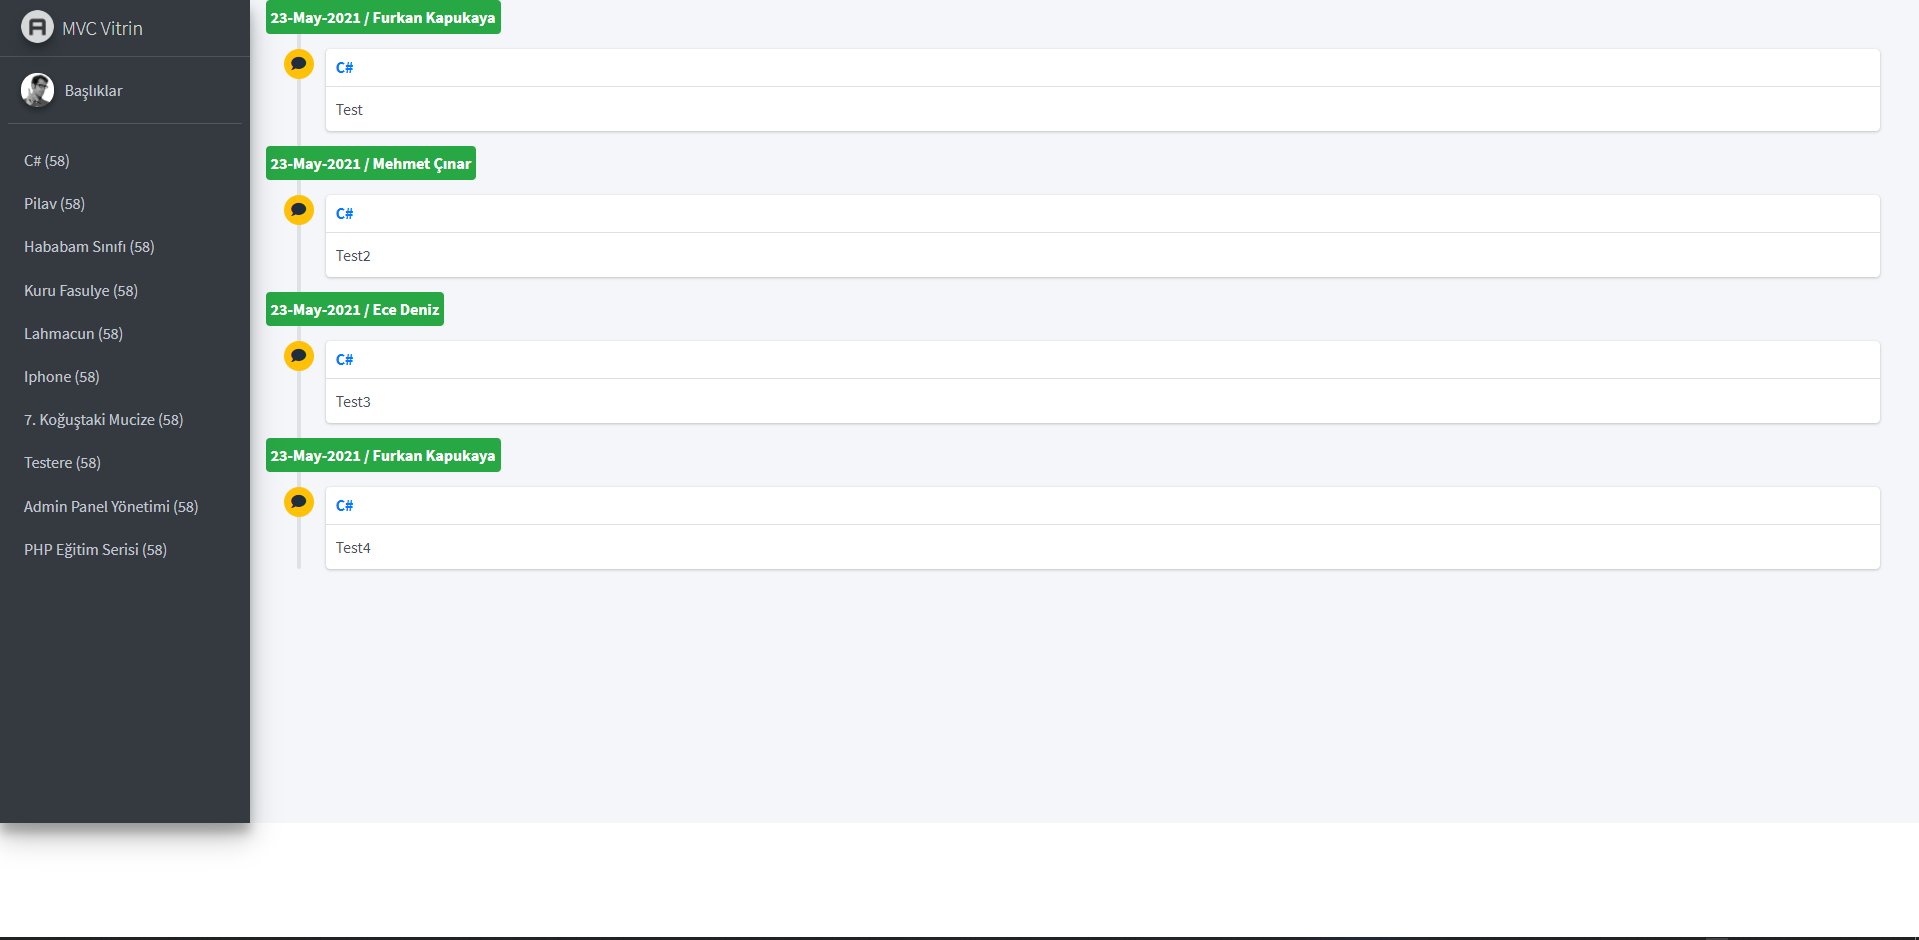 MVC Vitrin
Başlıklar
C# (58)
Pilav (58)
Hababam Sınıfı (58)
Kuru Fasulye (58)
Lahmacun (58)
Iphone (58)
7. Koğuştaki Mucize (58)
Testere (58)
Admin Panel Yönetimi (58)
PHP Eğitim Serisi (58)
23-May-2021 / Furkan Kapukaya
C#
Test
23-May-2021 / Mehmet Çınar
C#
Test2
23-May-2021 / Ece Deniz
C#
Test3
23-May-2021 / Furkan Kapukaya
C#
Test4